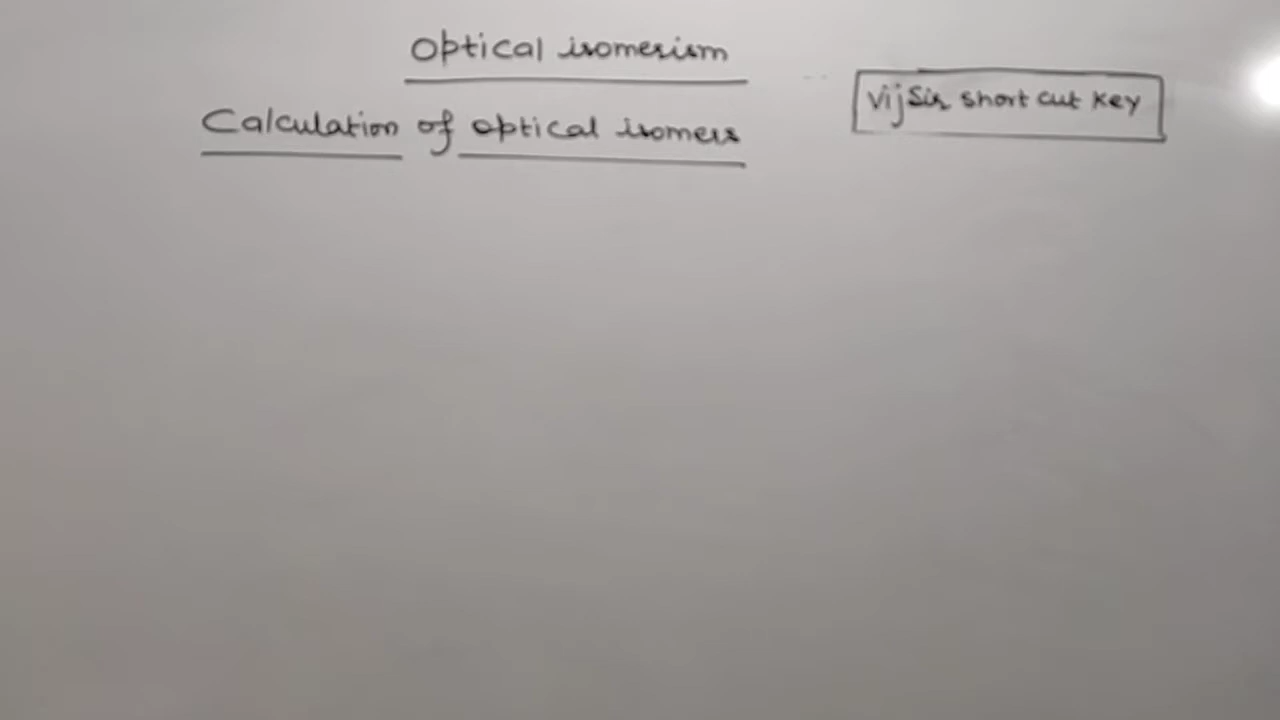 Optical isomerism
Calculation of optical isomers
VijSir short cut key